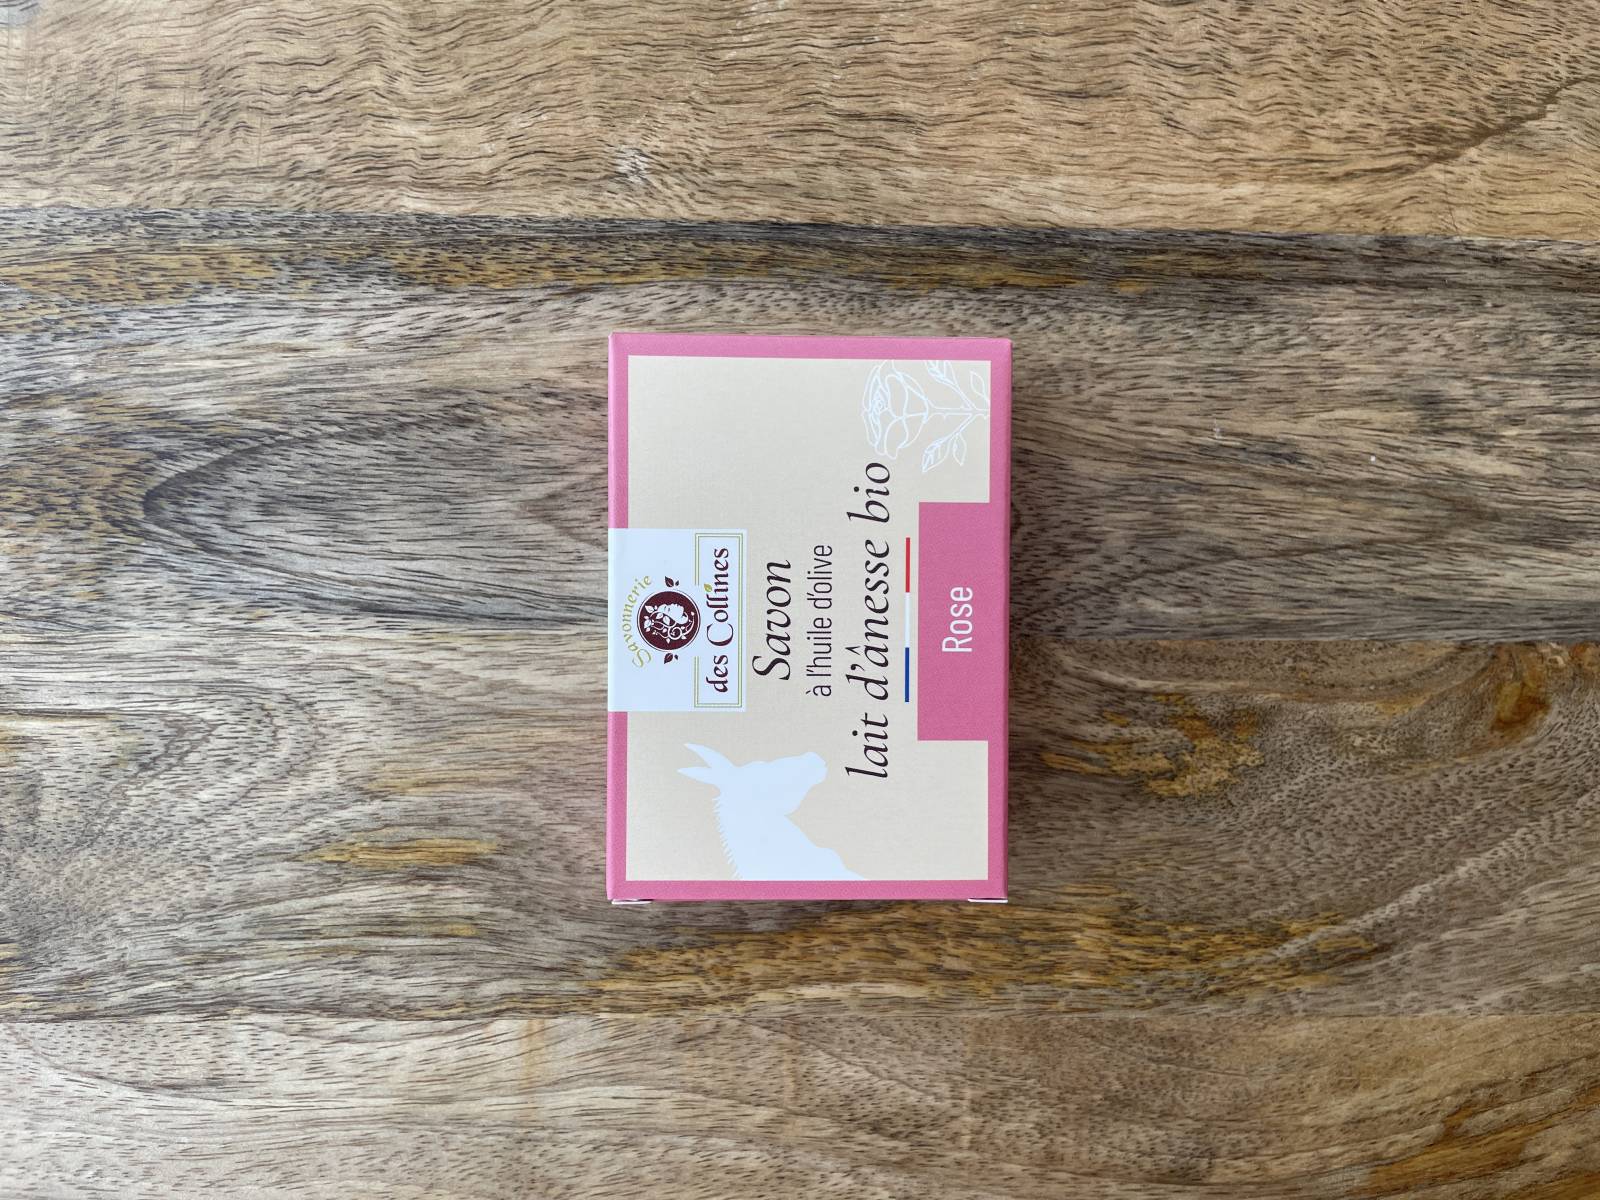 Savonnerie
des Collines
Savon
à l'huile d'olive
lait d'ânesse bio
Rose